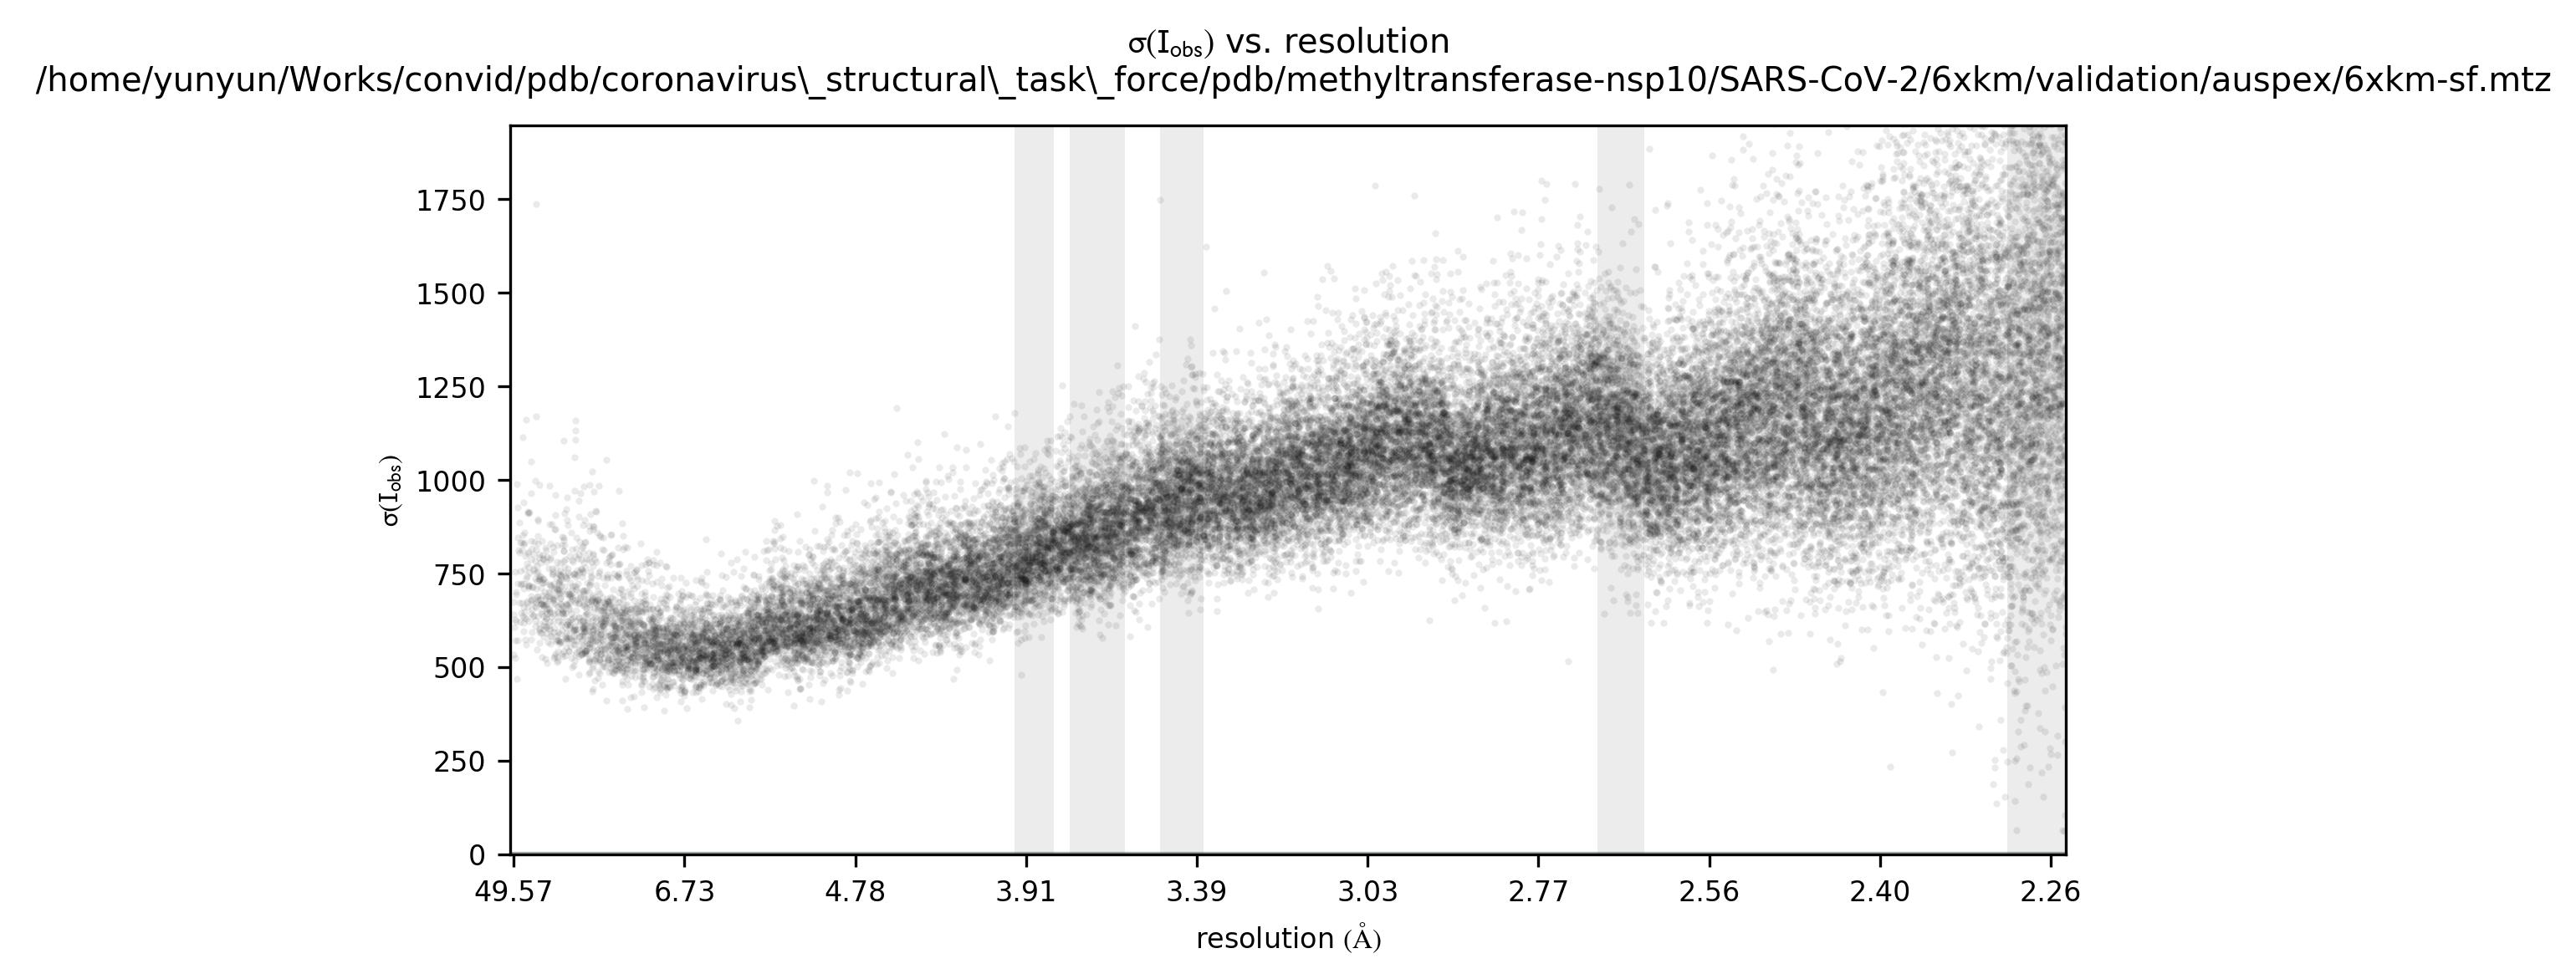 σ(I_obs) vs. resolution
/home/yunyun/Works/convid/pdb/coronavirus\_structural\_task\_force/pdb/methyltransferase-nsp10/SARS-CoV-2/6xkm/validation/auspex/6xkm-sf.mtz
1750
1500
1250
1000
750
500
250
0
σ(I_obs)
49.57 6.73 4.78 3.91 3.39 3.03 2.77 2.56 2.40 2.26
resolution (Å)